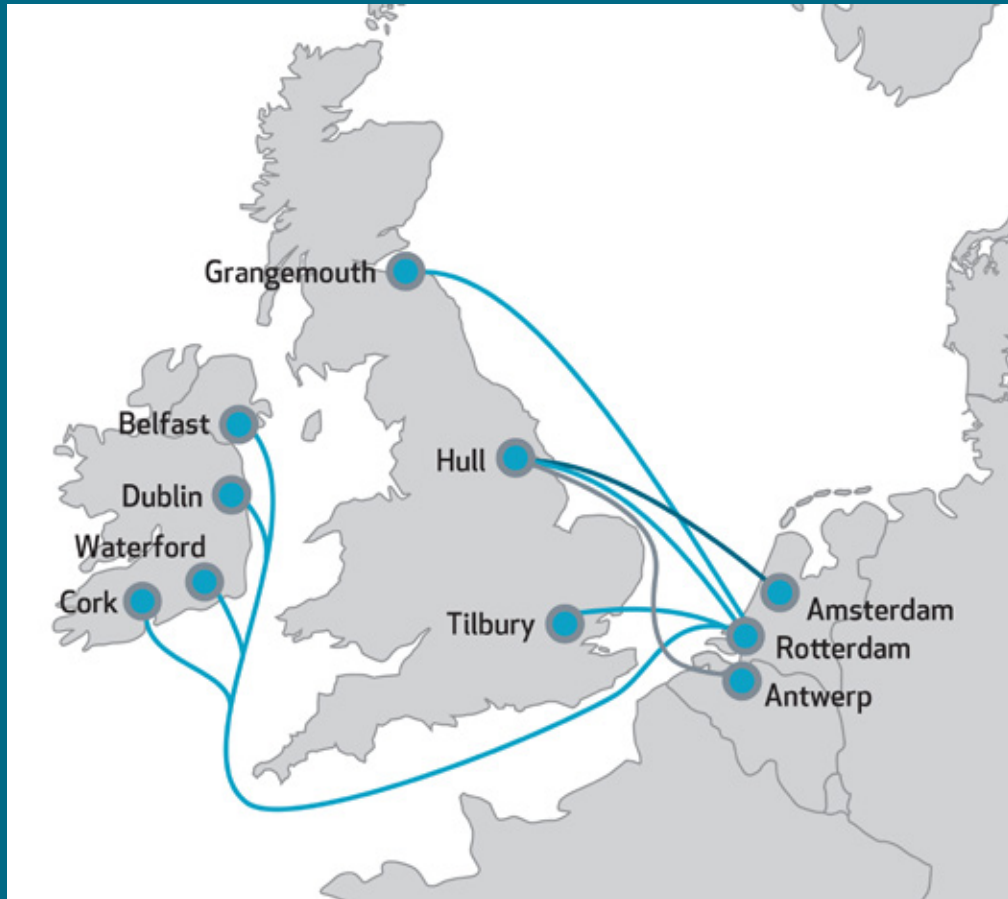 Grangemouth
Belfast
Hull
Dublin
Waterford
Cork
Tilbury
Amsterdam
Rotterdam
Antwerp